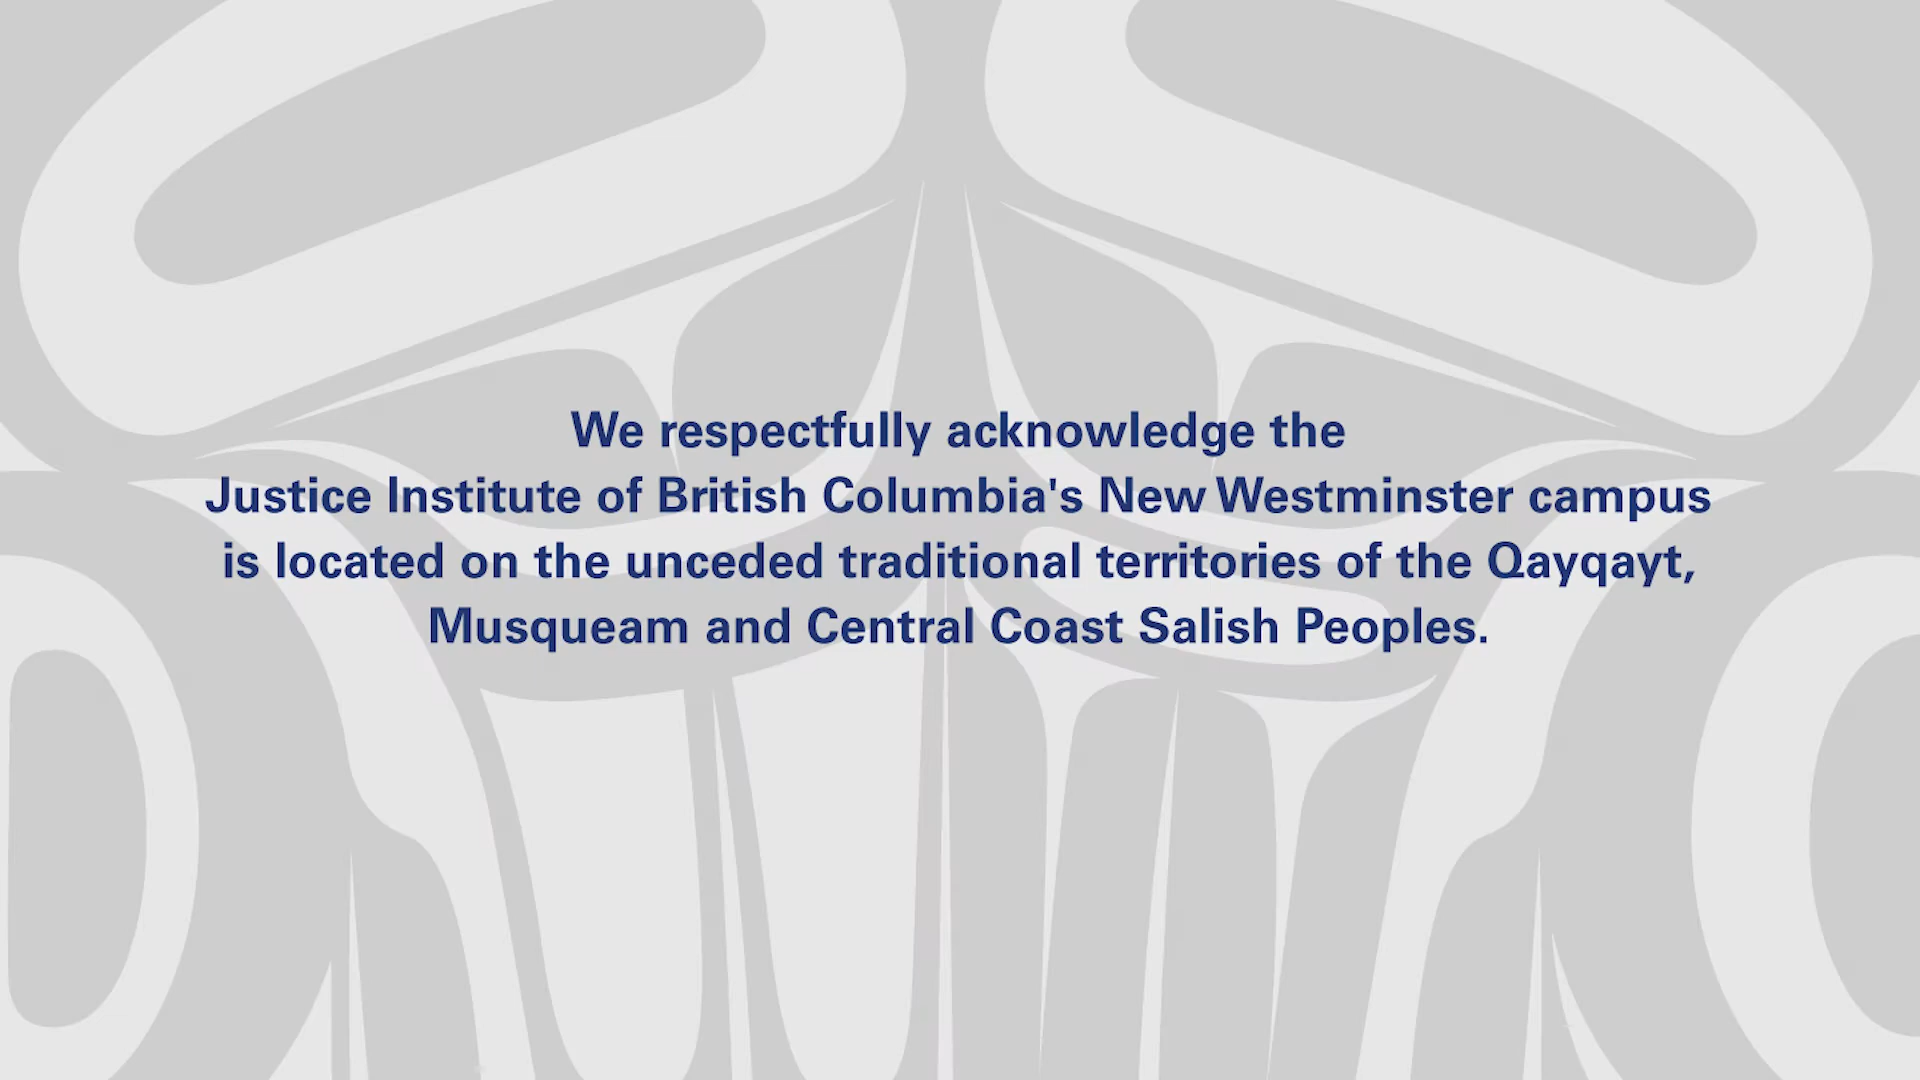 We respectfully acknowledge the
Justice Institute of British Columbia's New Westminster campus
is located on the unceded traditional territories of the Qayqayt,
Musqueam and Central Coast Salish Peoples.